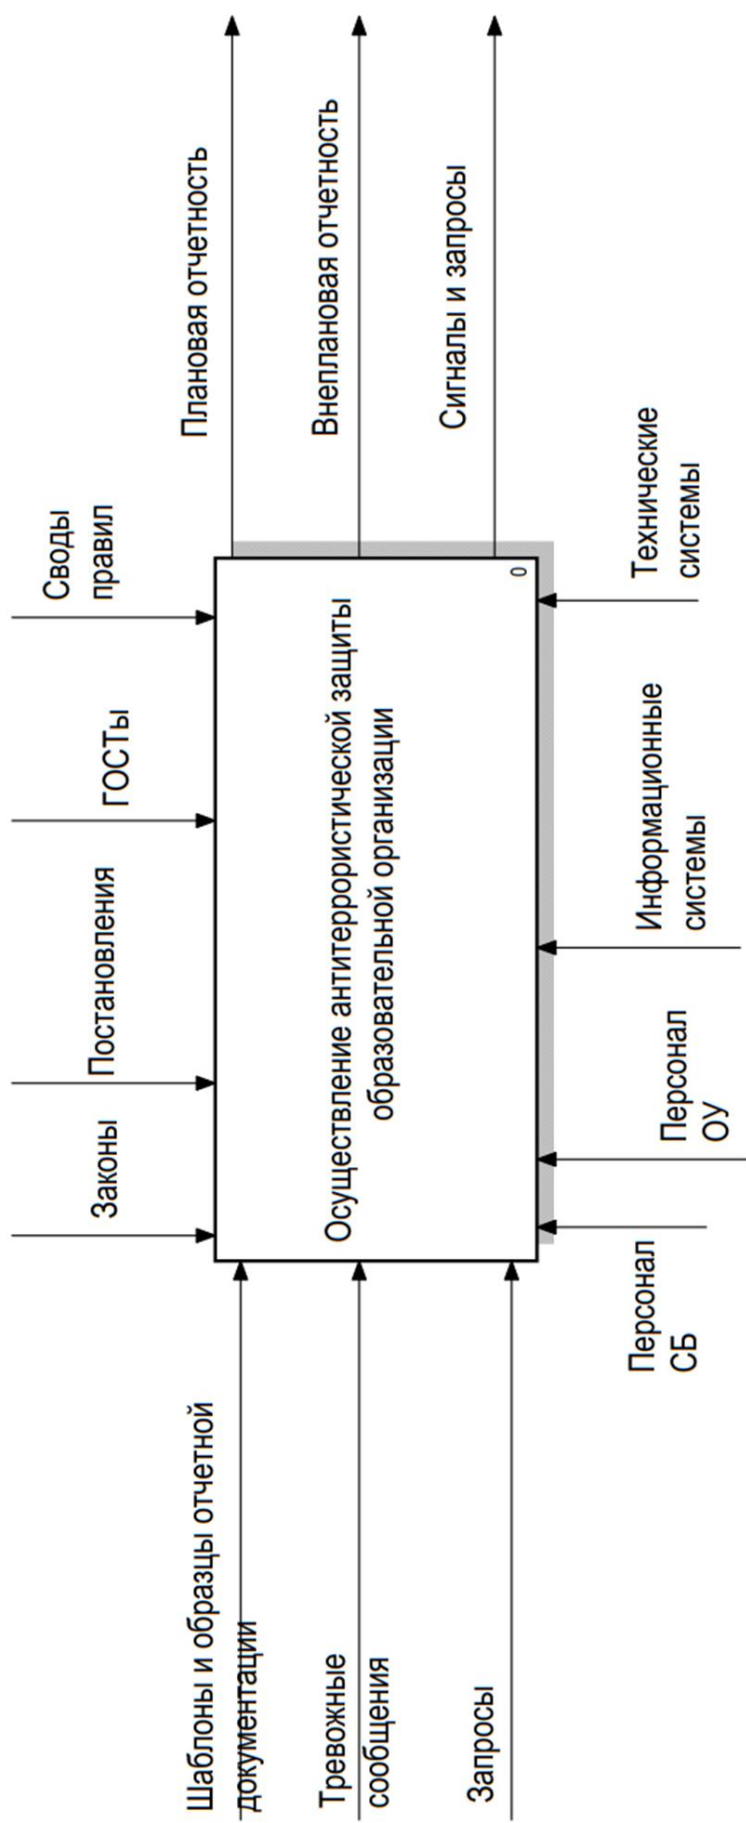 Законы
Постановления
ГОСТы
Своды
правил
Шаблоны и образцы отчетной
документации
Тревожные
сообщения
Запросы
Осуществление антитеррористической защиты
образовательной организации
0
Плановая отчетность
Внеплановая отчетность
Сигналы и запросы
Персонал
СБ
Персонал
ОУ
Информационные
системы
Технические
системы